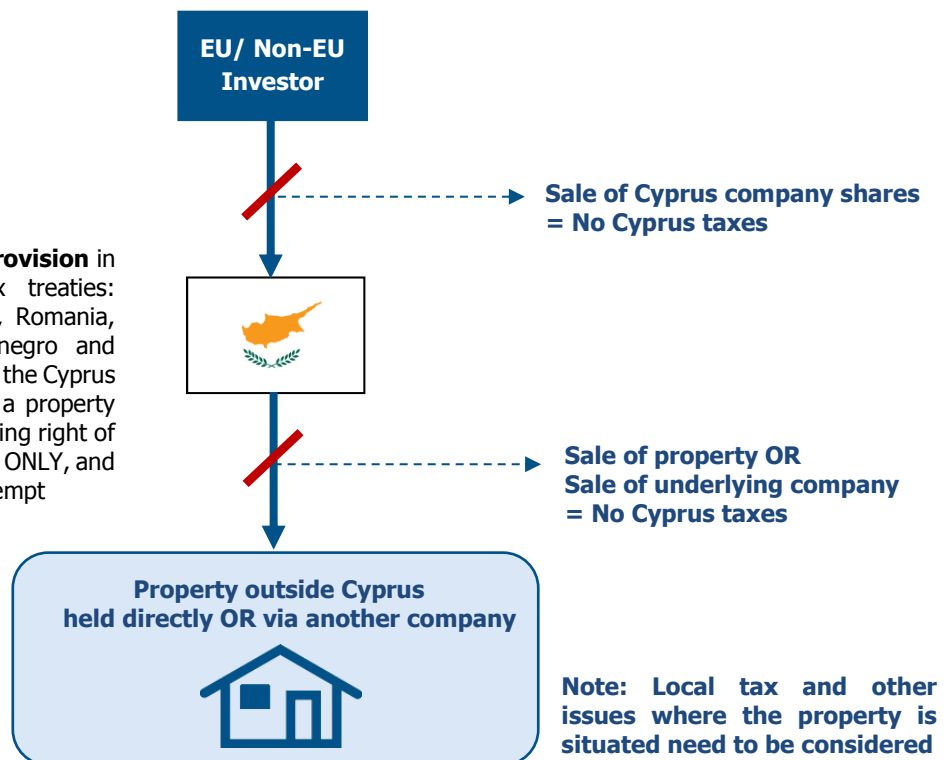 EU/ Non-EU
Investor
Sale of Cyprus company shares
= No Cyprus taxes
rovision in
x treaties:
, Romania,
negro and
the Cyprus
a property
ing right of
ONLY, and
empt
Sale of property OR
Sale of underlying company
= No Cyprus taxes
Property outside Cyprus
held directly OR via another company
Note: Local tax and other
issues where the property is
situated need to be considered